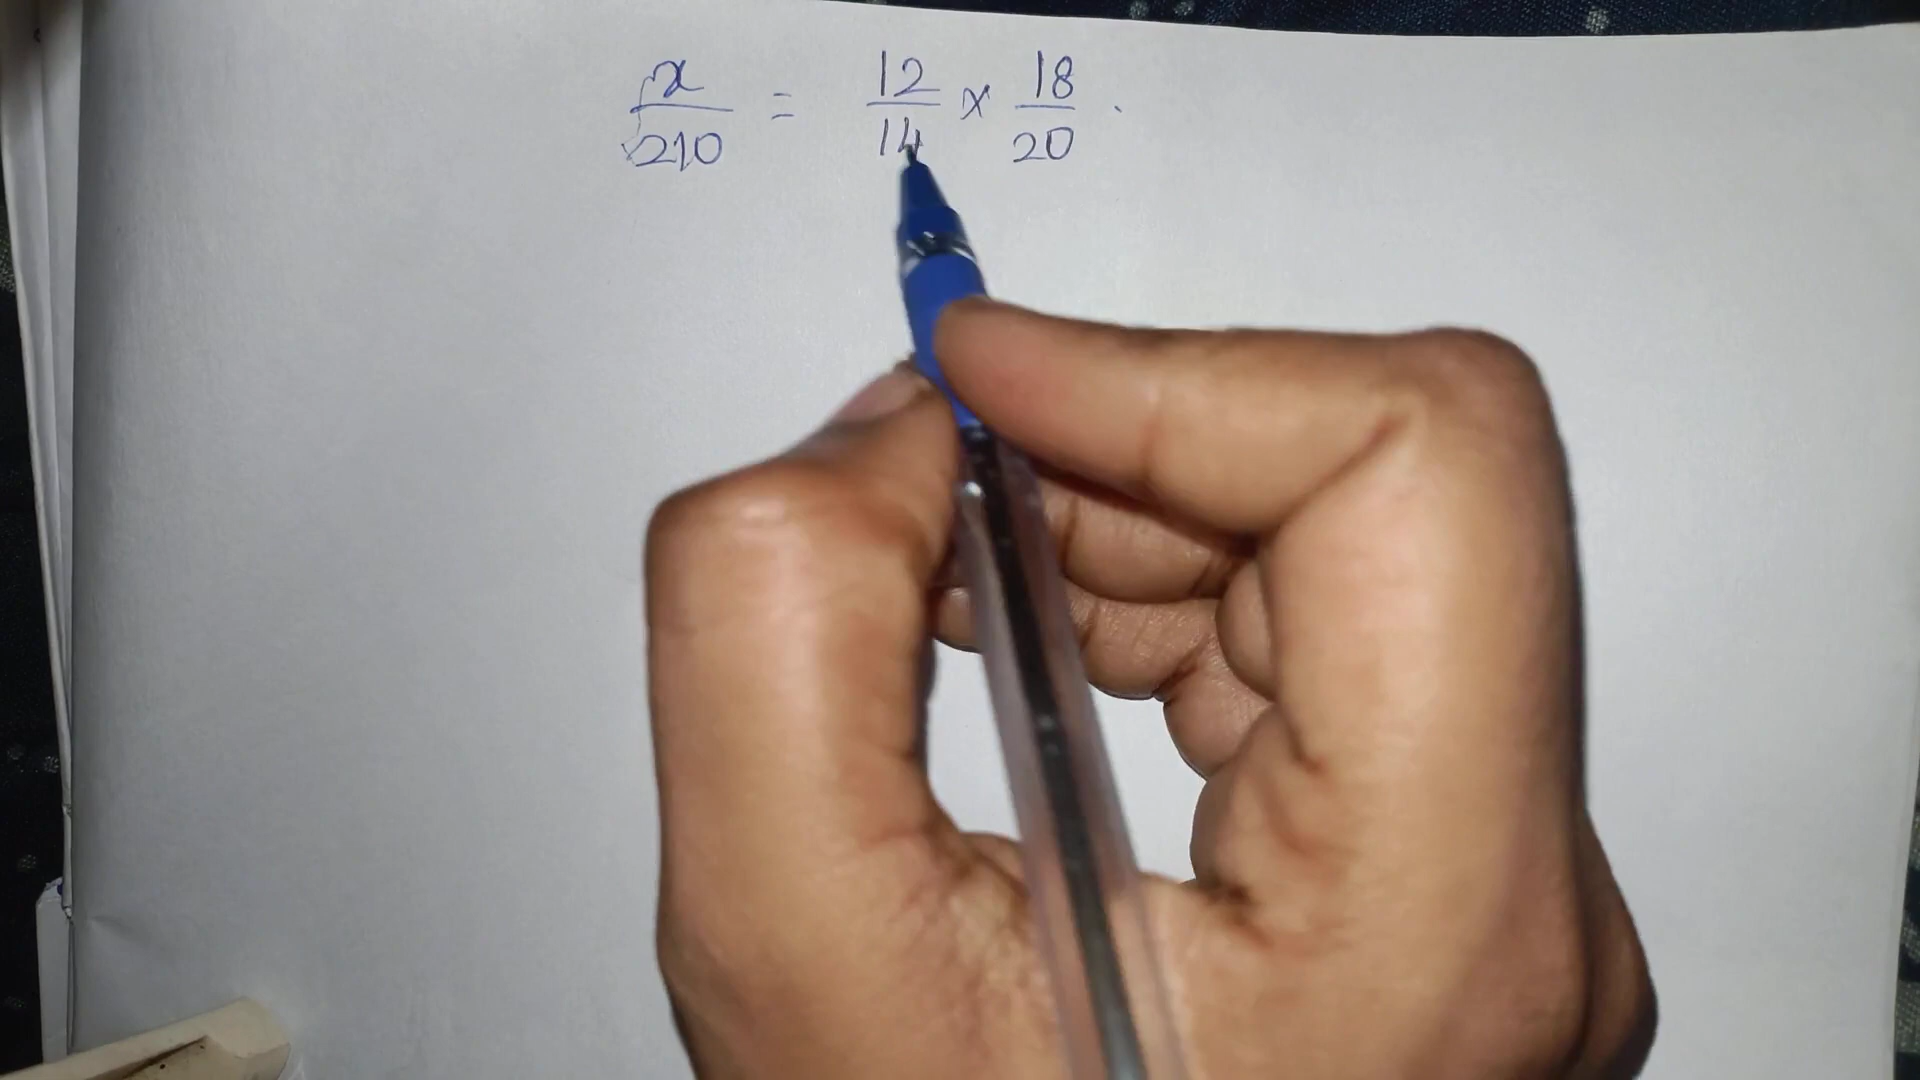 x/210 = 12/14 × 18/20 .